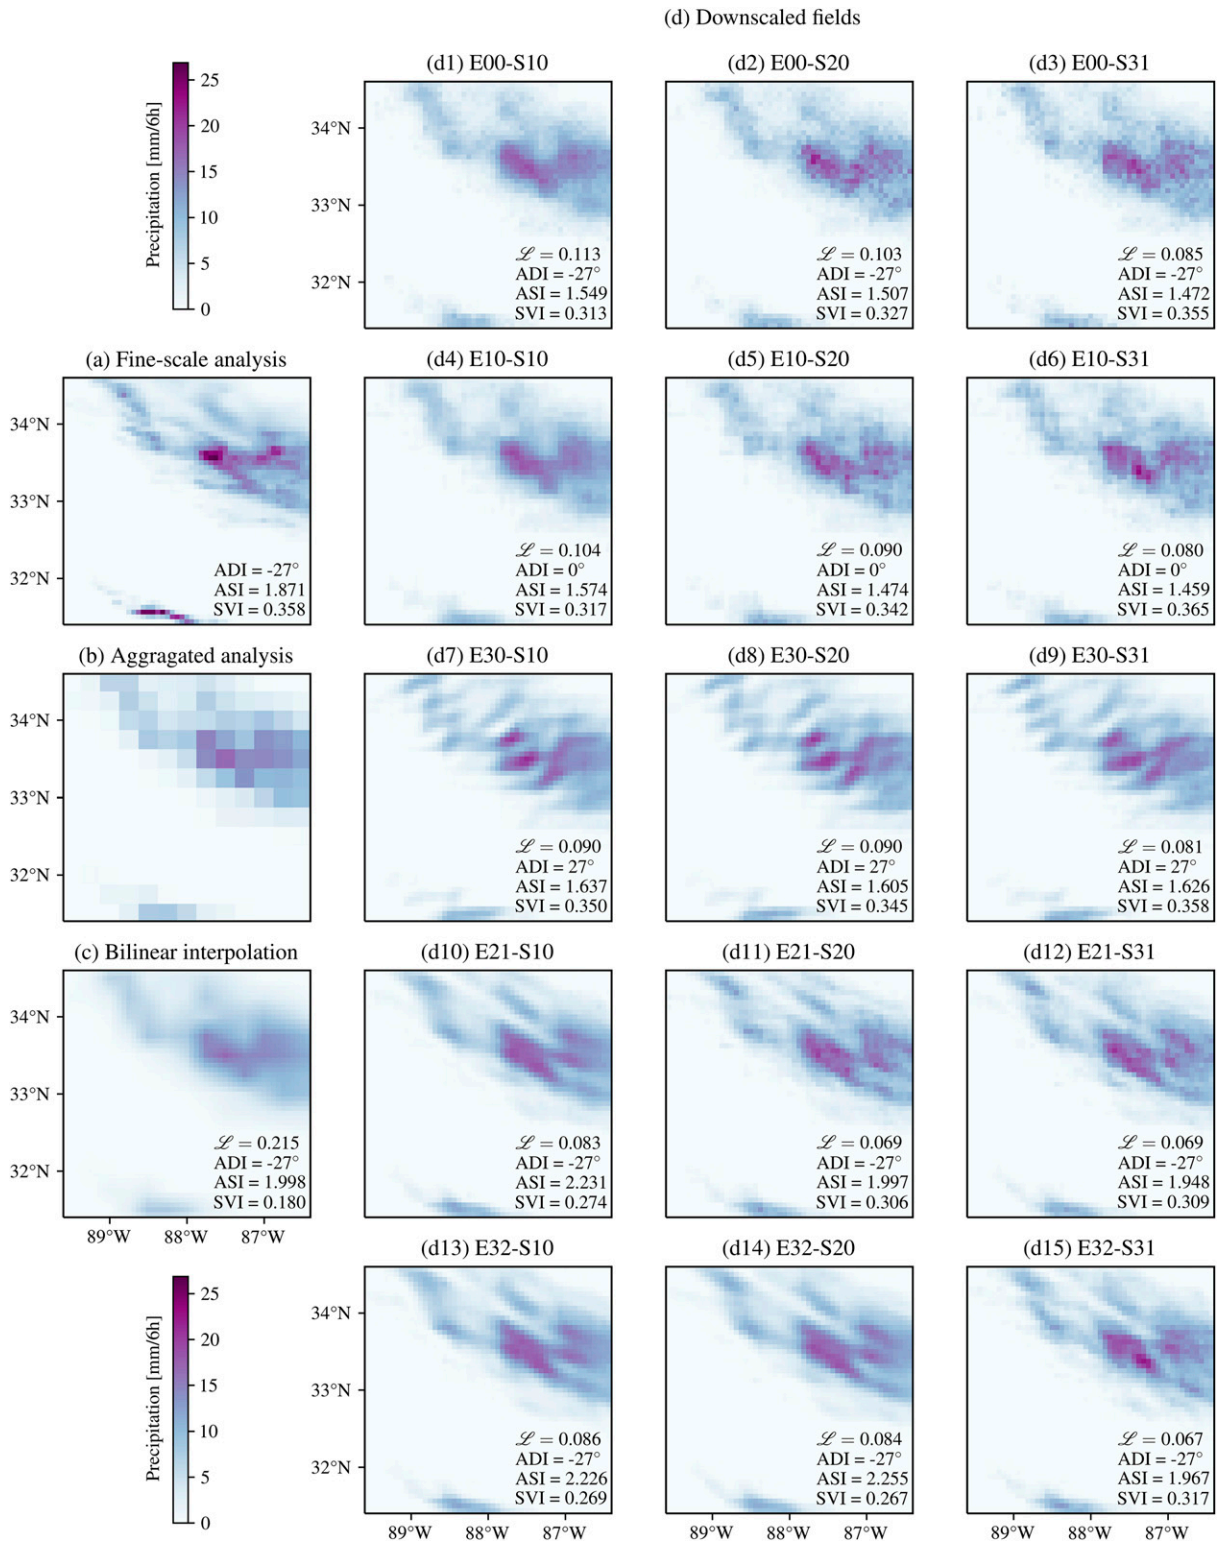 (d) Downscaled fields
(d1) E00-S10
(d2) E00-S20
(d3) E00-S31
Precipitation [mm/6h]
25
20
15
10
5
0
34°N
33°N
32°N
ℒ = 0.113
ADI = -27°
ASI = 1.549
SVI = 0.313
ℒ = 0.103
ADI = -27°
ASI = 1.507
SVI = 0.327
ℒ = 0.085
ADI = -27°
ASI = 1.472
SVI = 0.355
(a) Fine-scale analysis
(d4) E10-S10
(d5) E10-S20
(d6) E10-S31
34°N
33°N
32°N
ADI = -27°
ASI = 1.871
SVI = 0.358
ℒ = 0.104
ADI = 0°
ASI = 1.574
SVI = 0.317
ℒ = 0.090
ADI = 0°
ASI = 1.474
SVI = 0.342
ℒ = 0.080
ADI = 0°
ASI = 1.459
SVI = 0.365
(b) Aggragated analysis
(d7) E30-S10
(d8) E30-S20
(d9) E30-S31
34°N
33°N
32°N
ℒ = 0.090
ADI = 27°
ASI = 1.637
SVI = 0.350
ℒ = 0.090
ADI = 27°
ASI = 1.605
SVI = 0.345
ℒ = 0.081
ADI = 27°
ASI = 1.626
SVI = 0.358
(c) Bilinear interpolation
(d10) E21-S10
(d11) E21-S20
(d12) E21-S31
34°N
33°N
32°N
ℒ = 0.215
ADI = -27°
ASI = 1.998
SVI = 0.180
ℒ = 0.083
ADI = -27°
ASI = 2.231
SVI = 0.274
ℒ = 0.069
ADI = -27°
ASI = 1.997
SVI = 0.306
ℒ = 0.069
ADI = -27°
ASI = 1.948
SVI = 0.309
89°W 88°W 87°W
(d13) E32-S10
(d14) E32-S20
(d15) E32-S31
Precipitation [mm/6h]
25
20
15
10
5
0
34°N
33°N
32°N
ℒ = 0.086
ADI = -27°
ASI = 2.226
SVI = 0.269
ℒ = 0.084
ADI = -27°
ASI = 2.255
SVI = 0.267
ℒ = 0.067
ADI = -27°
ASI = 1.967
SVI = 0.317
89°W 88°W 87°W
89°W 88°W 87°W
89°W 88°W 87°W